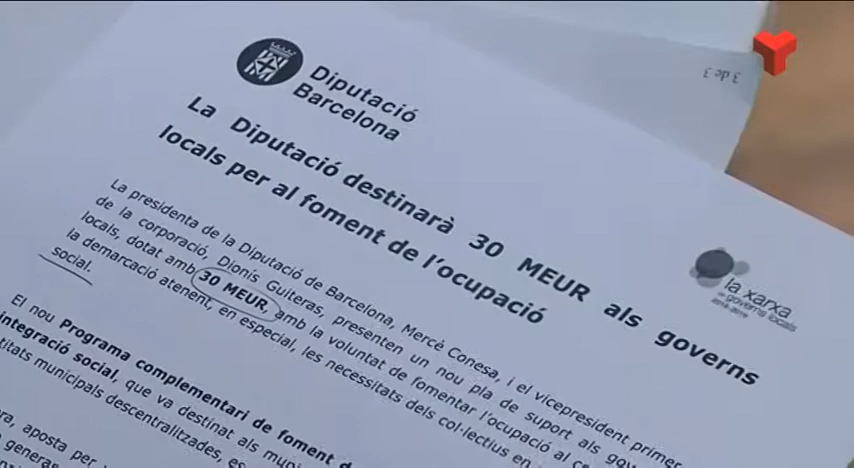 3 de 3
Diputació
Barcelona
La Diputació destinarà 30 MEUR als governs
locals per al foment de l'ocupació
la xarxa
de governs locals
La presidenta de la Diputació de Barcelona, Mercè Conesa, i el vicepresident primer
de la corporació, Dionís Guiteras, presenten un nou pla de suport als
locals, dotat amb 30 MEUR, amb la voluntat de fomentar l'ocupació al
la demarcació atenent, en especial, les necessitats dels col·lectius en
social.
El nou Programa complementari de foment
integració social, que va destinat als
municipals descentralitzades,
aposta per